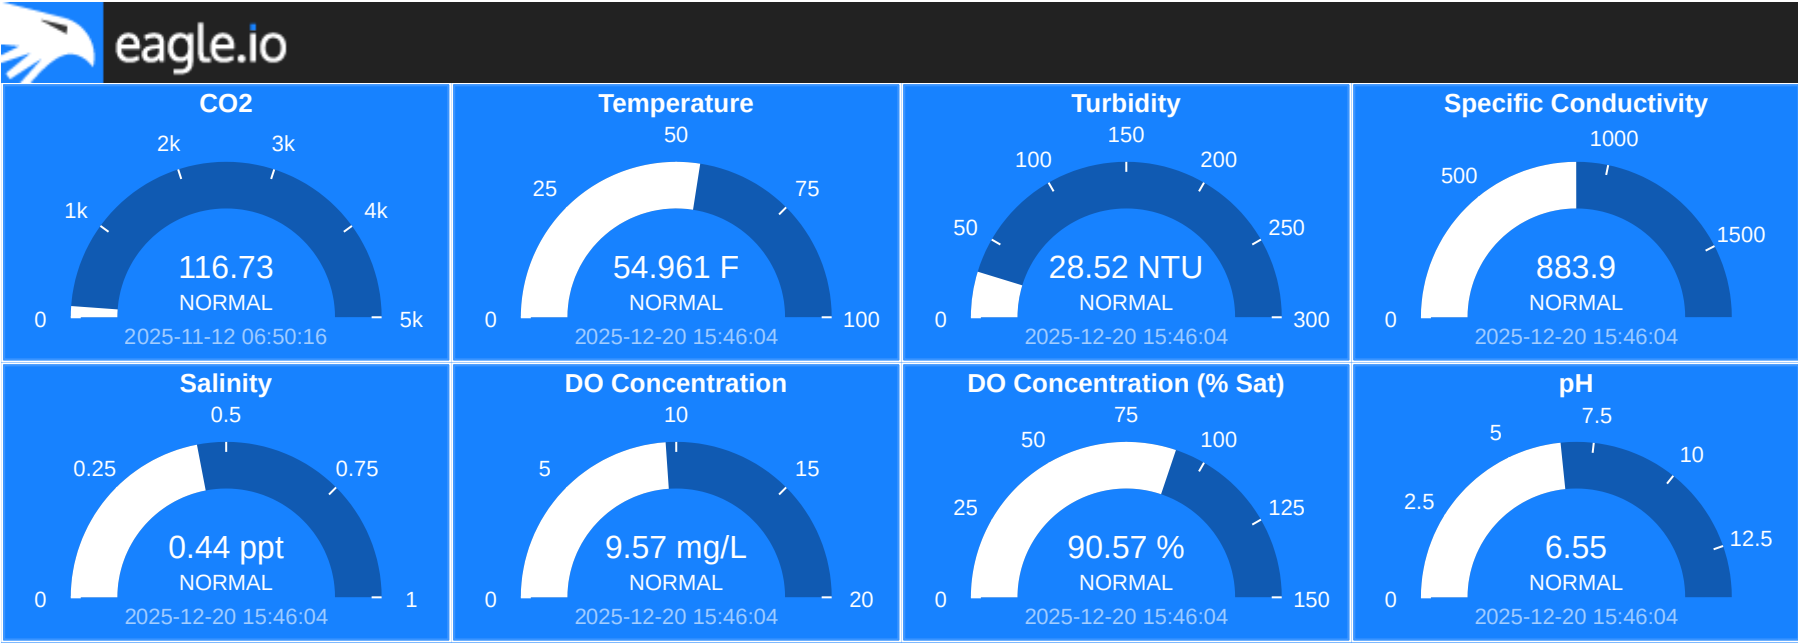 eagle.io
CO2
0
1k
2k
3k
4k
5k
116.73
NORMAL
2025-11-12 06:50:16
Temperature
0
25
50
75
100
54.961 F
NORMAL
2025-12-20 15:46:04
Turbidity
0
50
100
150
200
250
300
28.52 NTU
NORMAL
2025-12-20 15:46:04
Specific Conductivity
0
500
1000
1500
883.9
NORMAL
2025-12-20 15:46:04
Salinity
0
0.25
0.5
0.75
1
0.44 ppt
NORMAL
2025-12-20 15:46:04
DO Concentration
0
5
10
15
20
9.57 mg/L
NORMAL
2025-12-20 15:46:04
DO Concentration (% Sat)
0
25
50
75
100
125
150
90.57 %
NORMAL
2025-12-20 15:46:04
pH
0
2.5
5
7.5
10
12.5
6.55
NORMAL
2025-12-20 15:46:04